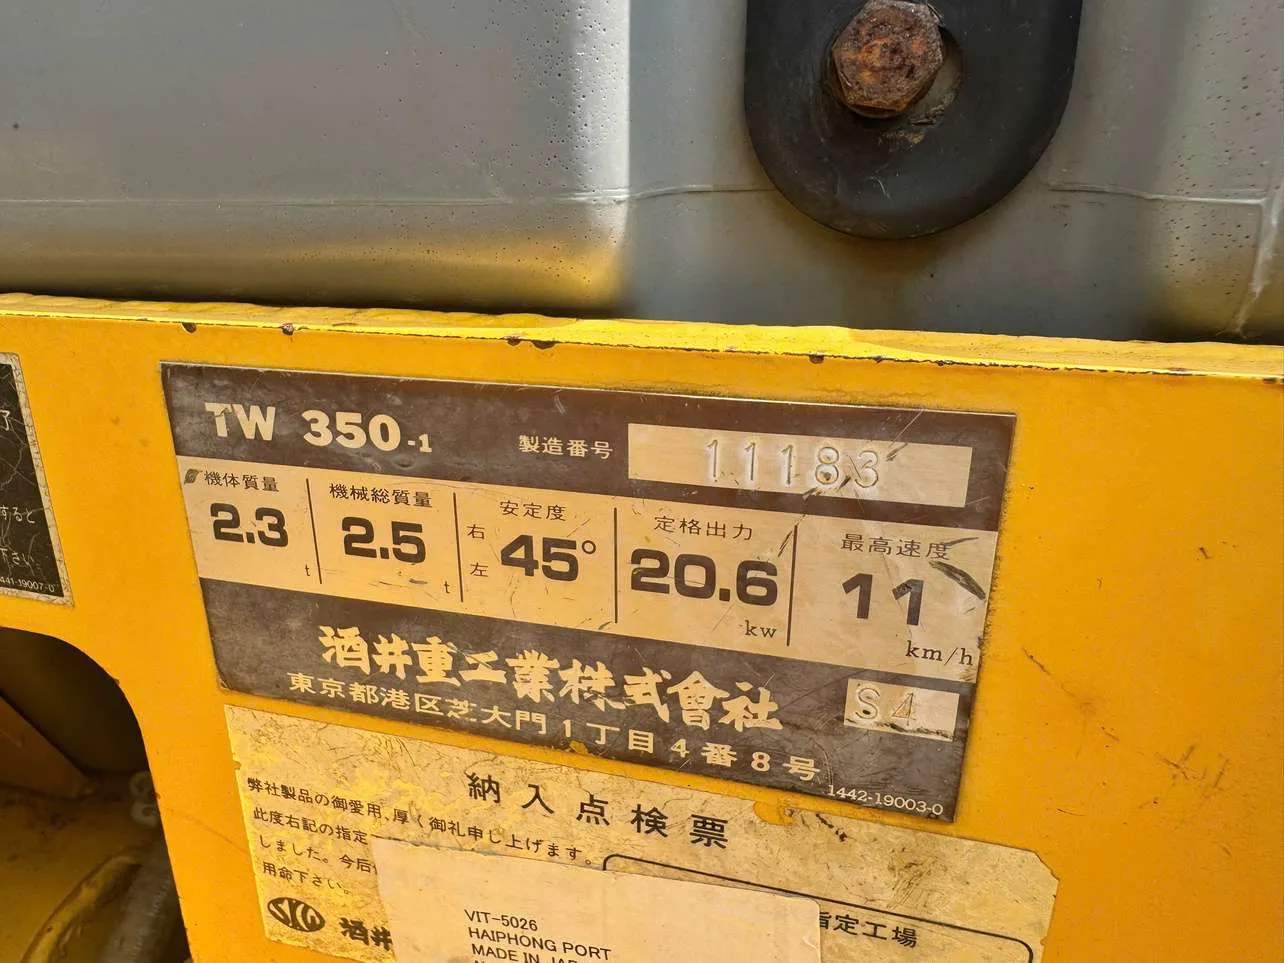 TW 350-1
製造番号 11183
機体質量 機械総質量 安定度 定格出力 最高速度
2.3 t 2.5 t 右 左 45° 20.6 kw 11 km/h
酒井重工業株式會社
東京都港区芝大門1丁目4番8号
S4
1442-19003-0
すると
下さい
441-19007-0
納入点検票
弊社製品の御愛用、厚く御礼申し上げます。
此度右記の指定
しました。今后
用命下さい。
酒井
指定工場
VIT-5026
HAIPHONG PORT
MADE IN